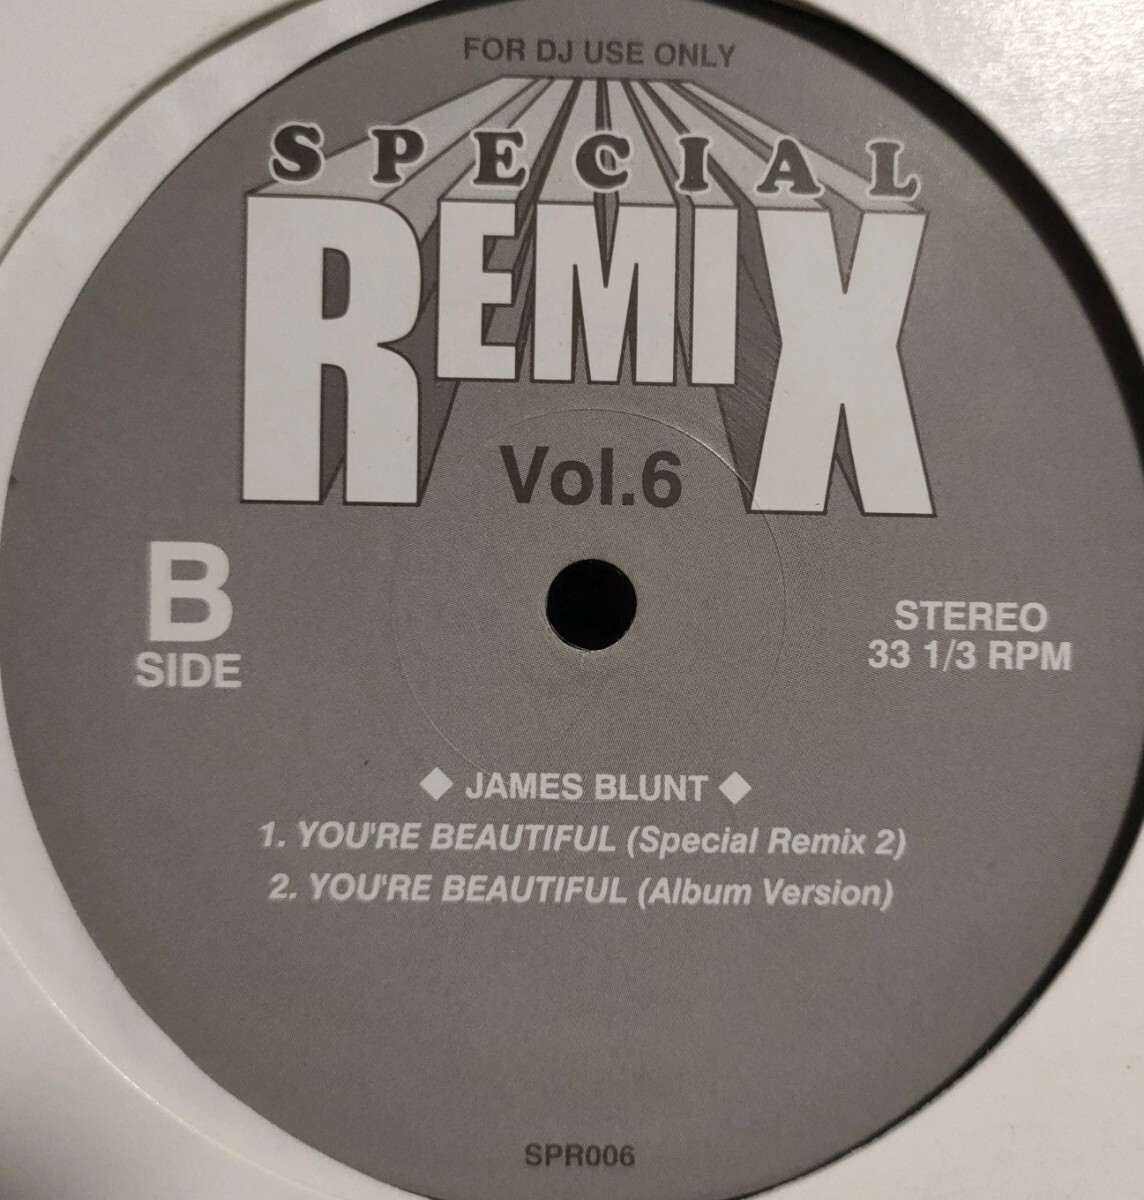 FOR DJ USE ONLY
SPECIAL
REMIX
Vol.6
B
SIDE
STEREO
33 1/3 RPM
◆ JAMES BLUNT ◆
1. YOU'RE BEAUTIFUL (Special Remix 2)
2. YOU'RE BEAUTIFUL (Album Version)
SPR006